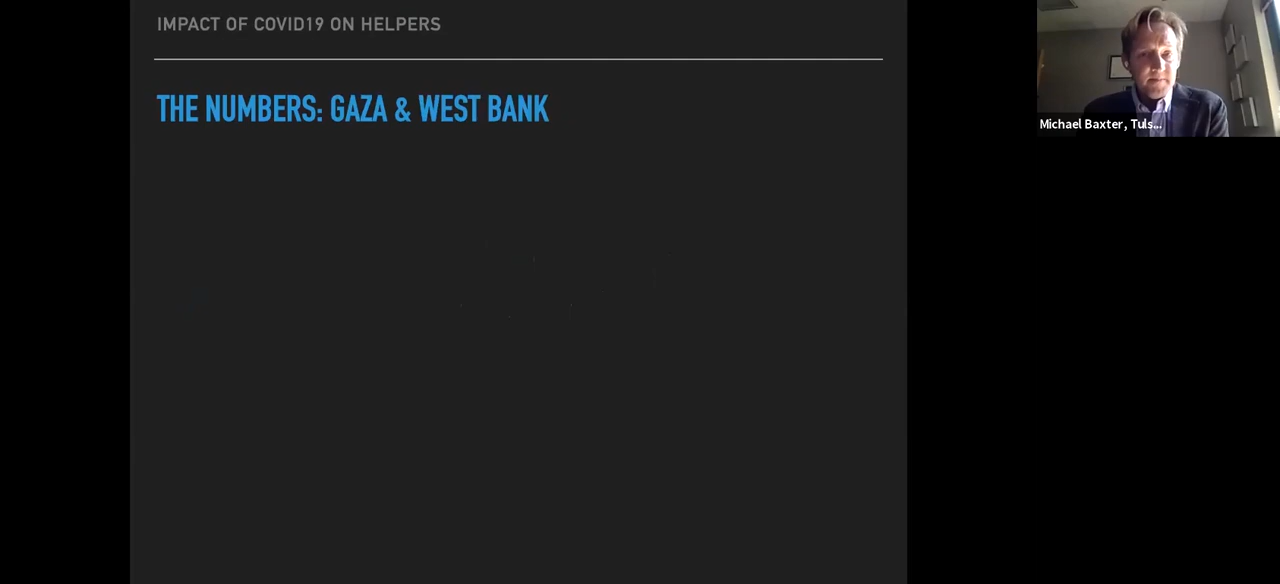 IMPACT OF COVID19 ON HELPERS
THE NUMBERS: GAZA & WEST BANK
Michael Baxter, Tuls...